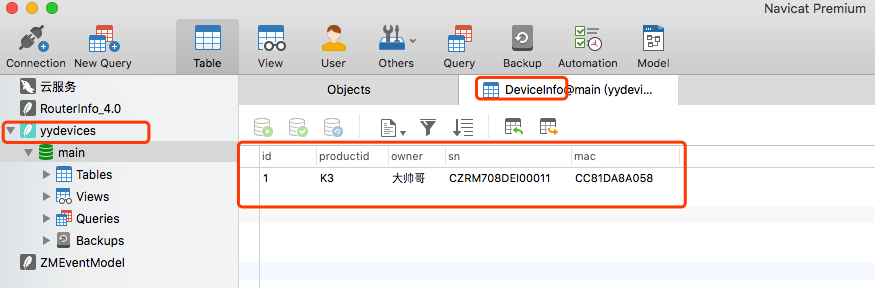 Navicat Premium
Connection New Query Table View User Others Query Backup Automation Model
云服务
RouterInfo_4.0
yydevices
main
Tables
Views
Queries
Backups
ZMEventModel
Objects DeviceInfo@main (yydevi...
id productid owner sn mac
1 K3 大帅哥 CZRM708DEI00011 CC81DA8A058